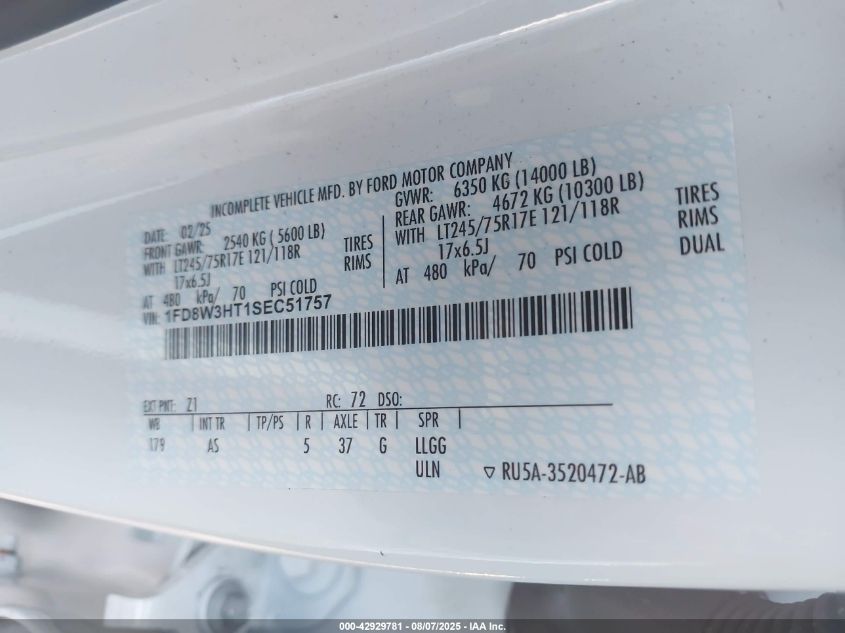 INCOMPLETE VEHICLE MFD. BY FORD MOTOR COMPANY
DATE: 02/25
FRONT GAWR: 2540 KG ( 5600 LB)
WITH LT245/75R17E 121/118R TIRES
17x6.5J RIMS
AT 480 kPa/ 70 PSI COLD
GVWR: 6350 KG (14000 LB)
REAR GAWR: 4672 KG (10300 LB)
WITH LT245/75R17E 121/118R TIRES
17x6.5J RIMS
AT 480 kPa/ 70 PSI COLD DUAL
VIN: 1FD8W3HT1SEC51757
EXT PNT: Z1 RC: 72 DSO:
WB INT TR TP/PS R AXLE TR SPR
179 AS 5 37 G LLGG
ULN
RU5A-3520472-AB
000-42929781 - 08/07/2025 - IAA Inc.